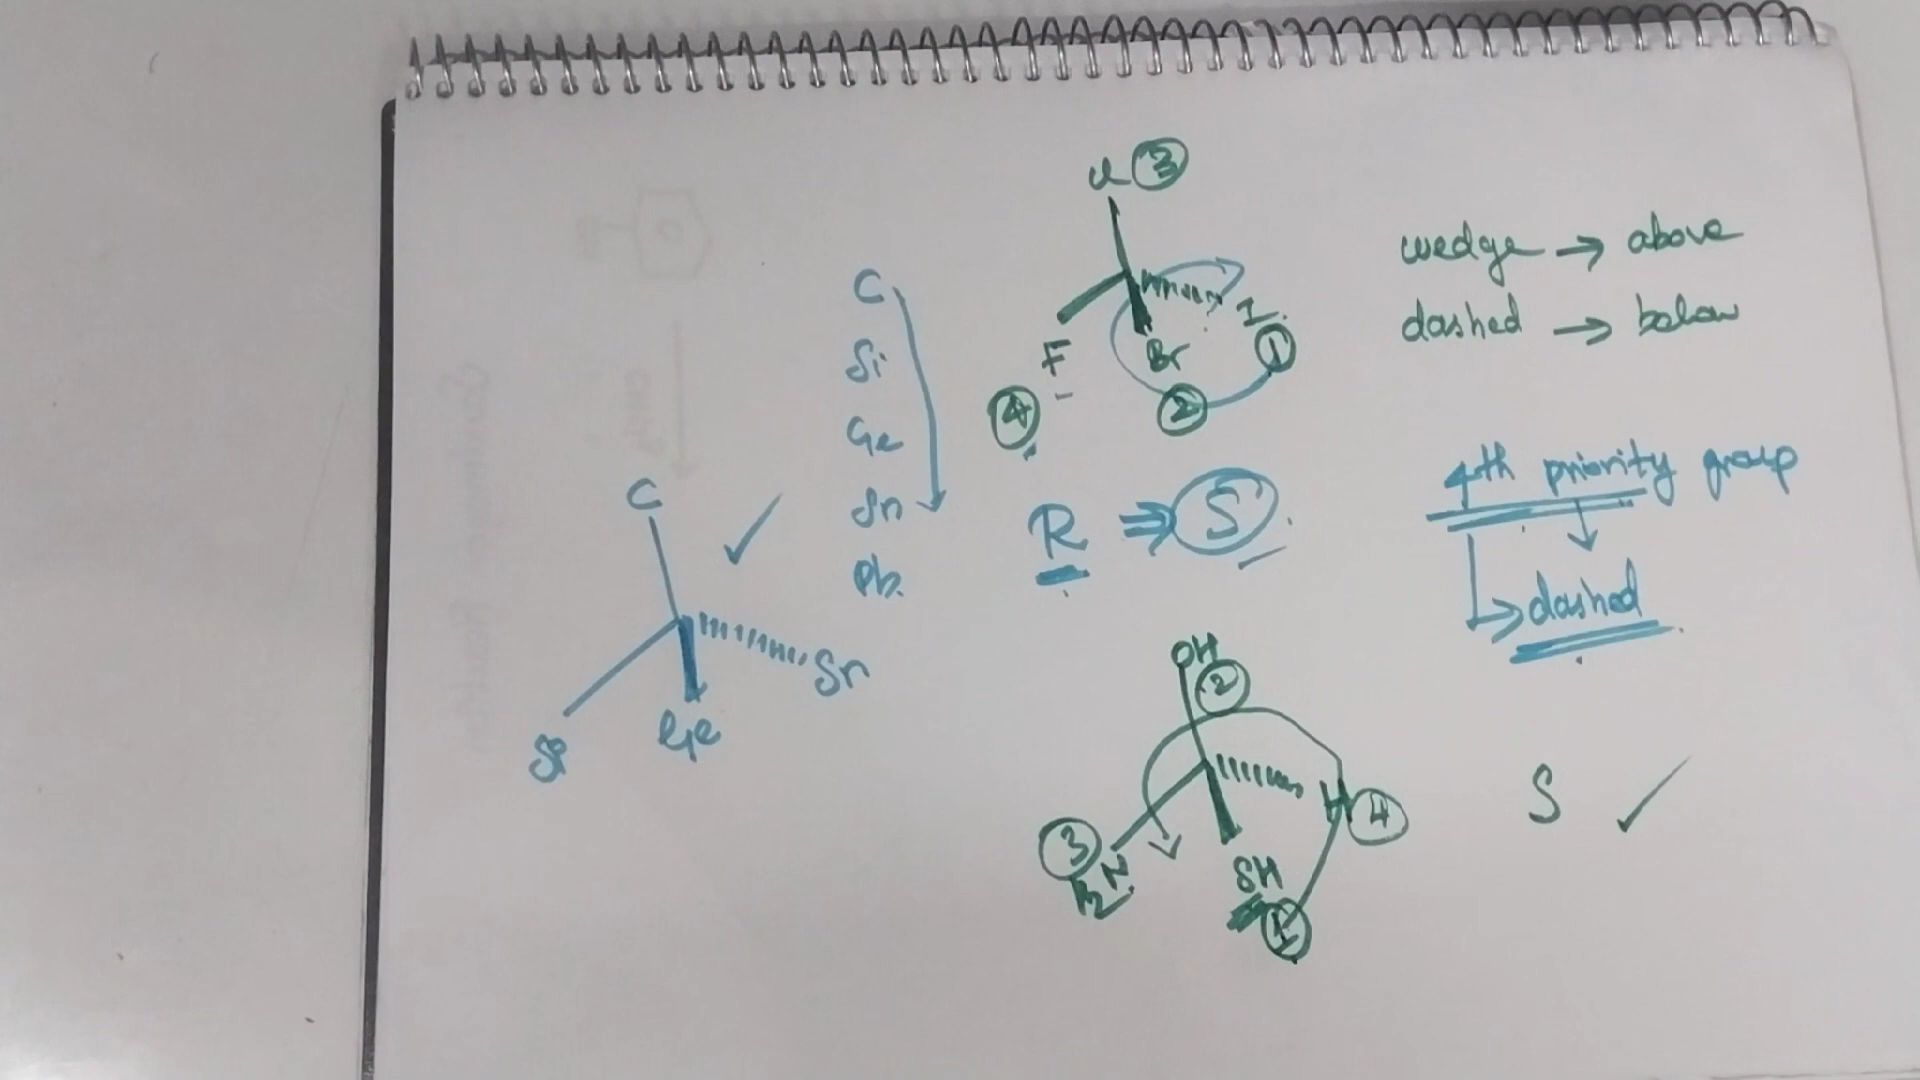 C
Si
Ge
Sn
Pb
C
Si
Ge
Sn
Cl ③
F
Br
I
①
②
④
R ⇒ S
wedge → above
dashed → below
4th priority group
↳ dashed
OH
②
③
H₂N
SH
①
H ④
S ✓